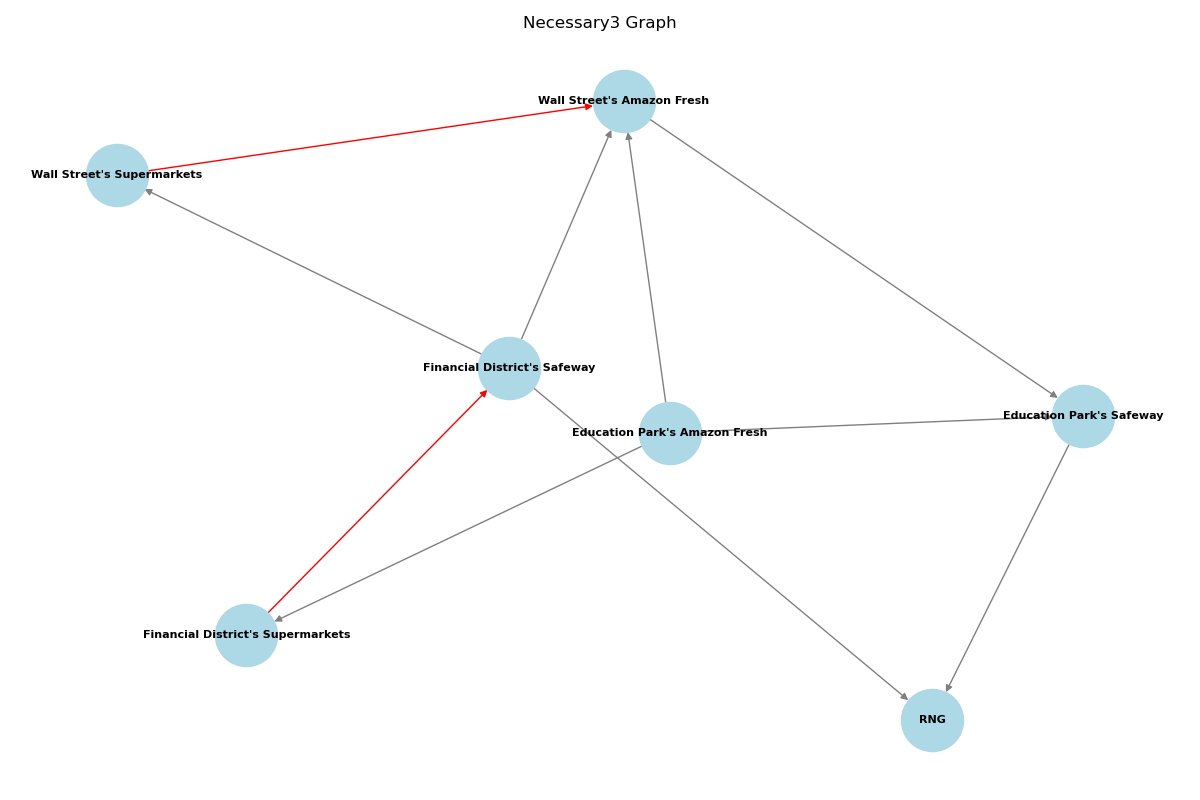 Necessary3 Graph
Wall Street's Amazon Fresh
Wall Street's Supermarkets
Financial District's Safeway
Education Park's Safeway
Education Park's Amazon Fresh
Financial District's Supermarkets
RNG